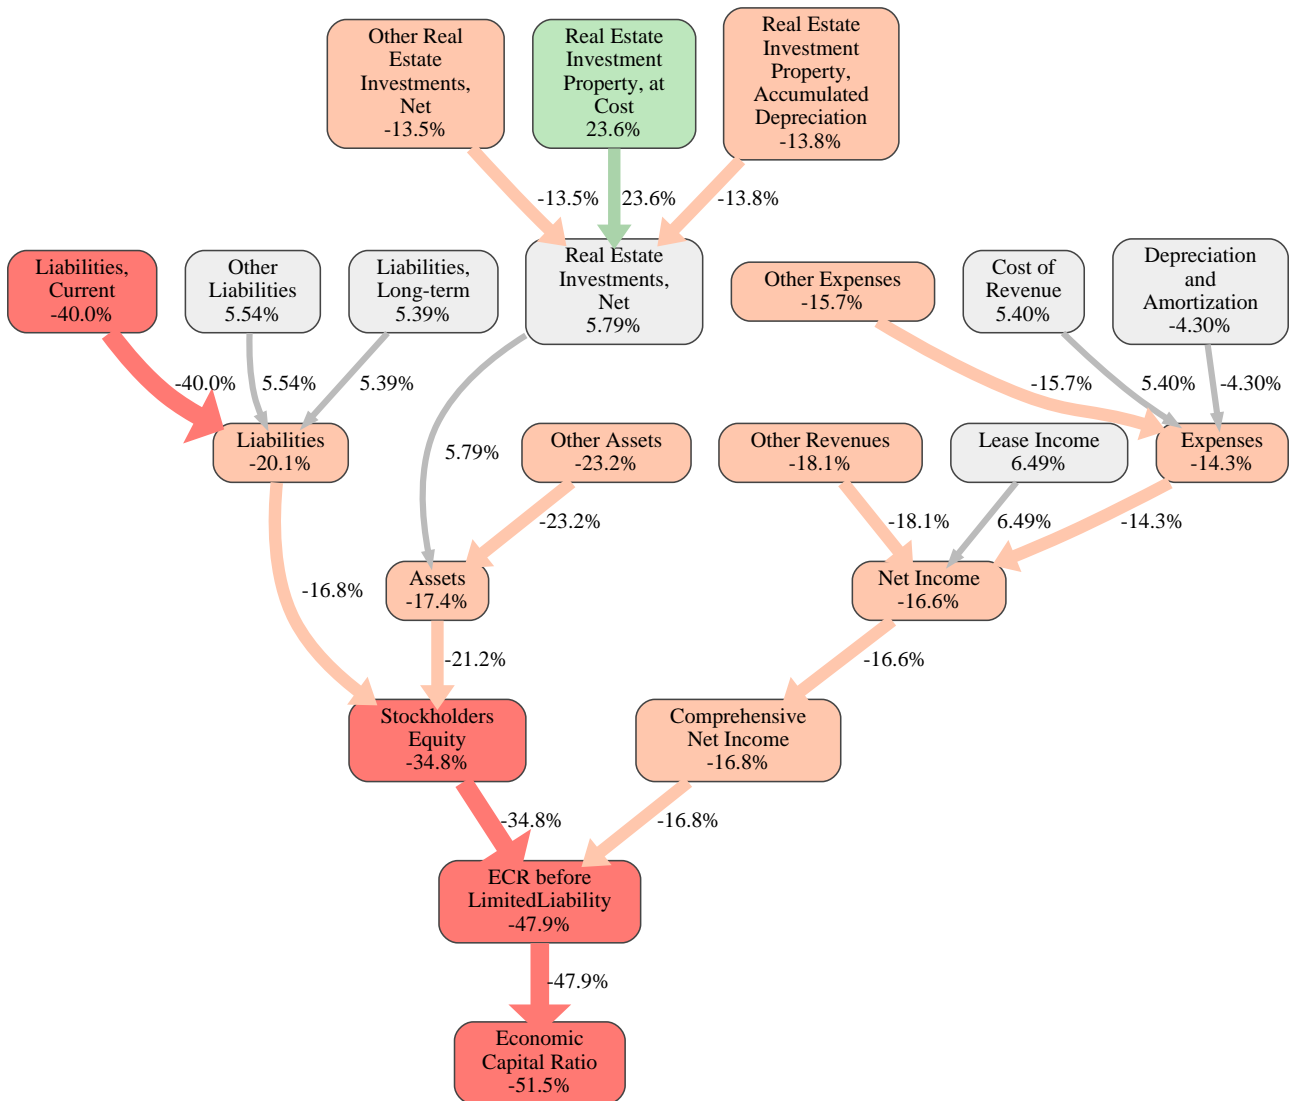 Other Real
Estate
Investments,
Net
-13.5%
Real Estate
Investment
Property, at
Cost
23.6%
Real Estate
Investment
Property,
Accumulated
Depreciation
-13.8%
-13.5%
23.6%
-13.8%
Liabilities,
Current
-40.0%
Other
Liabilities
5.54%
Liabilities,
Long-term
5.39%
Real Estate
Investments,
Net
5.79%
Other Expenses
-15.7%
Cost of
Revenue
5.40%
Depreciation
and
Amortization
-4.30%
-40.0%
5.54%
5.39%
-15.7%
5.40%
-4.30%
Liabilities
-20.1%
5.79%
Other Assets
-23.2%
Other Revenues
-18.1%
Lease Income
6.49%
Expenses
-14.3%
-23.2%
-18.1%
6.49%
-14.3%
-16.8%
Assets
-17.4%
Net Income
-16.6%
-21.2%
-16.6%
Stockholders
Equity
-34.8%
Comprehensive
Net Income
-16.8%
-34.8%
-16.8%
ECR before
LimitedLiability
-47.9%
-47.9%
Economic
Capital Ratio
-51.5%